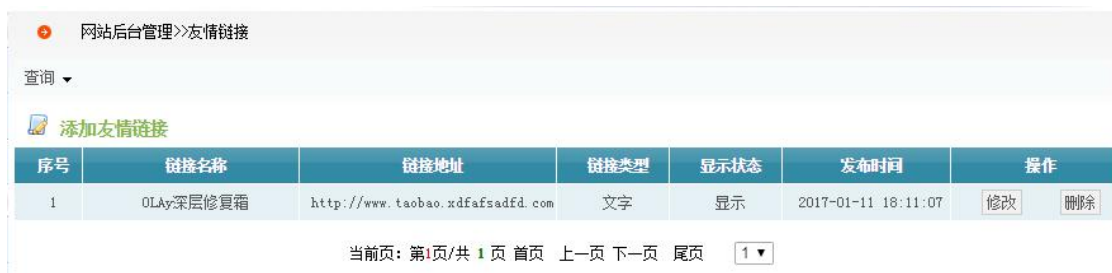 网站后台管理>>友情链接
查询
添加友情链接
序号 链接名称 链接地址 链接类型 显示状态 发布时间 操作
1 OLAy深层修复霜 http://www.taobao.xdfafsadfd.com 文字 显示 2017-01-11 18:11:07 修改 删除
当前页：第1页/共 1 页 首页 上一页 下一页 尾页 1